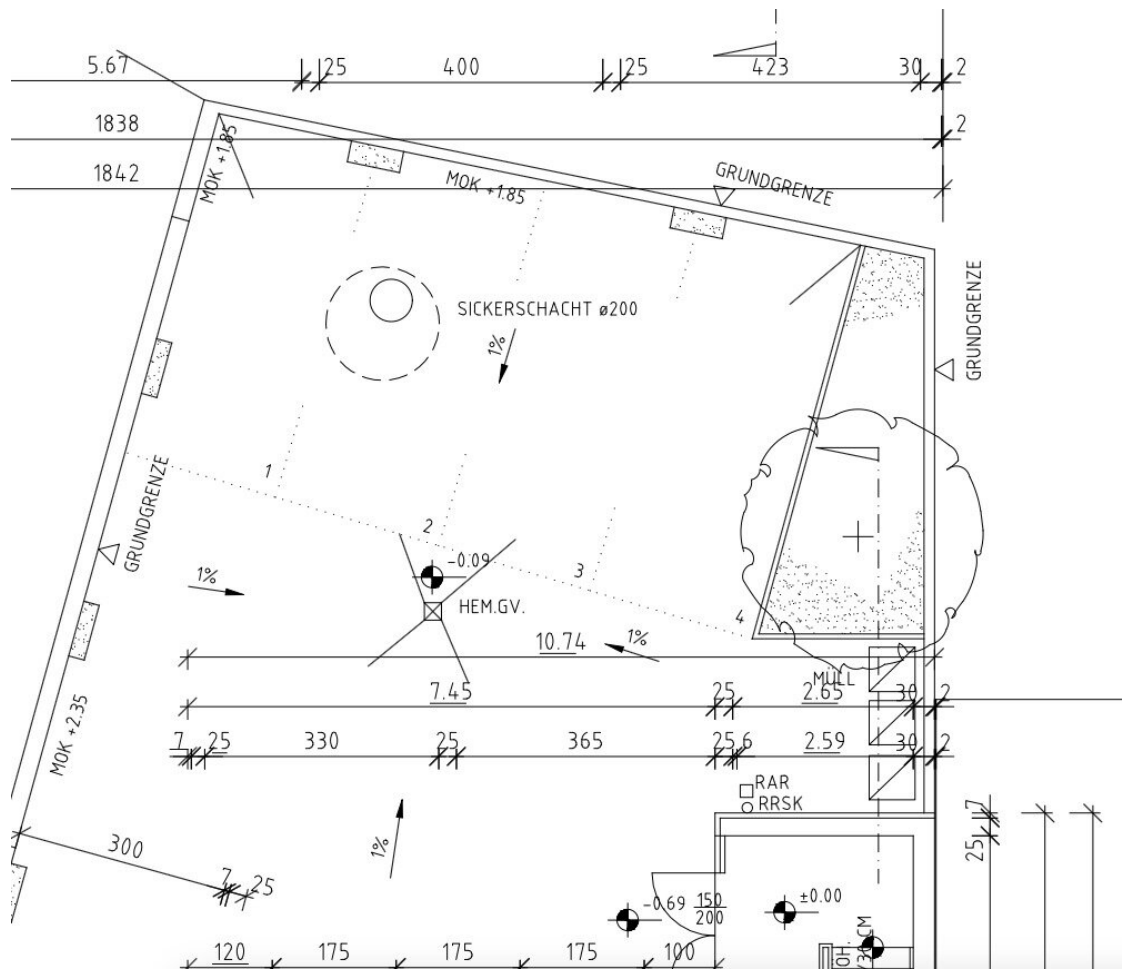 5.67 25 400 25 423 30 2
1838 2
1842
MOK +1.85
MOK +1.85
GRUNDGRENZE
GRUNDGRENZE
SICKERSCHACHT ø200
1%
1
GRUNDGRENZE
2
-0.09
3
1%
HEM.GV.
4
10.74 1%
MÜLL
7.45 25 2.65 30 2
MOK +2.35
7 25 330 25 365 25 6 2.59 30 2
RAR
RRSK
7
25
300 7 25
1%
-0.69 150
200
±0.00
120 175 175 175 100